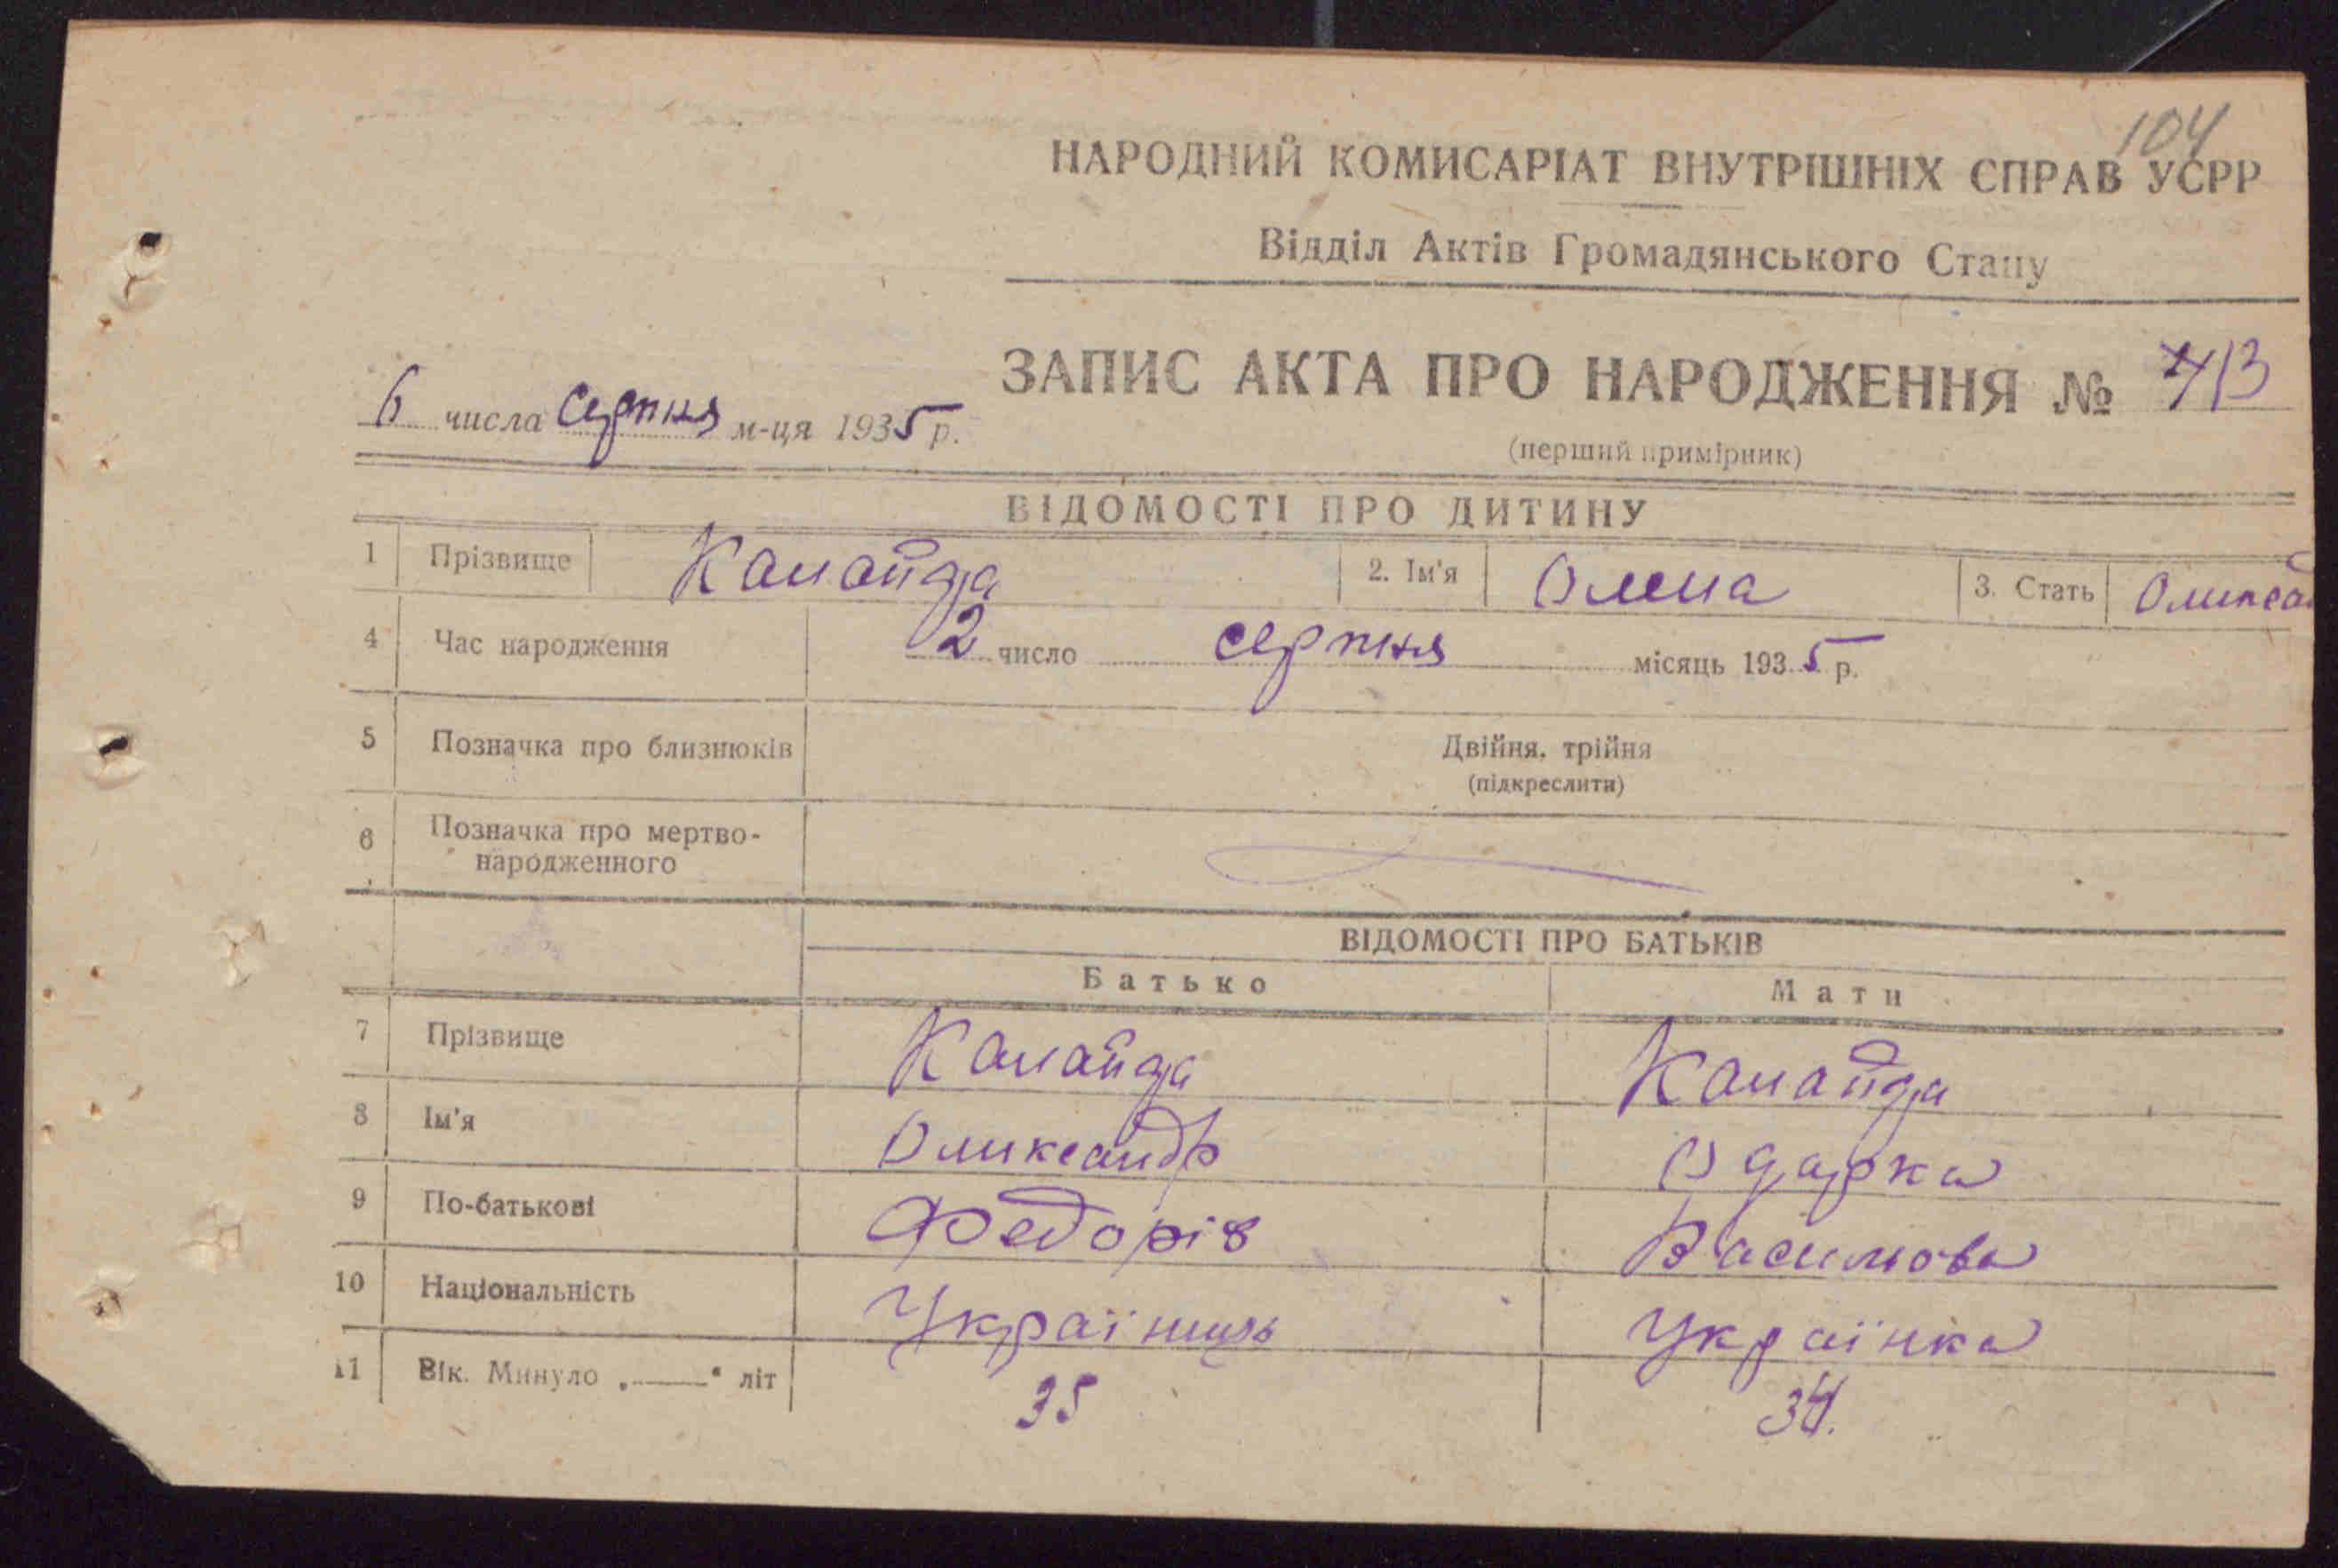 104
НАРОДНИЙ КОМИСАРІАТ ВНУТРІШНІХ СПРАВ УСРР
Відділ Актів Громадянського Стану
ЗАПИС АКТА ПРО НАРОДЖЕННЯ № 713
6 числа серпня м-ця 1935 р.
(перший примірник)
ВІДОМОСТІ ПРО ДИТИНУ
1 Прізвище Канайда 2. Ім'я Олена 3. Стать
4 Час народження 2 число серпня місяць 1935 р.
5 Позначка про близнюків Двійня, трійня
(підкреслити)
6 Позначка про мертво-
народженного
ВІДОМОСТІ ПРО БАТЬКІВ
Батько Мати
7 Прізвище Канайда Канайда
8 Ім'я Олександр Одарка
9 По-батькові Федорів Василова
10 Національність Українець Українка
11 Вік. Минуло „——“ літ 35 34.